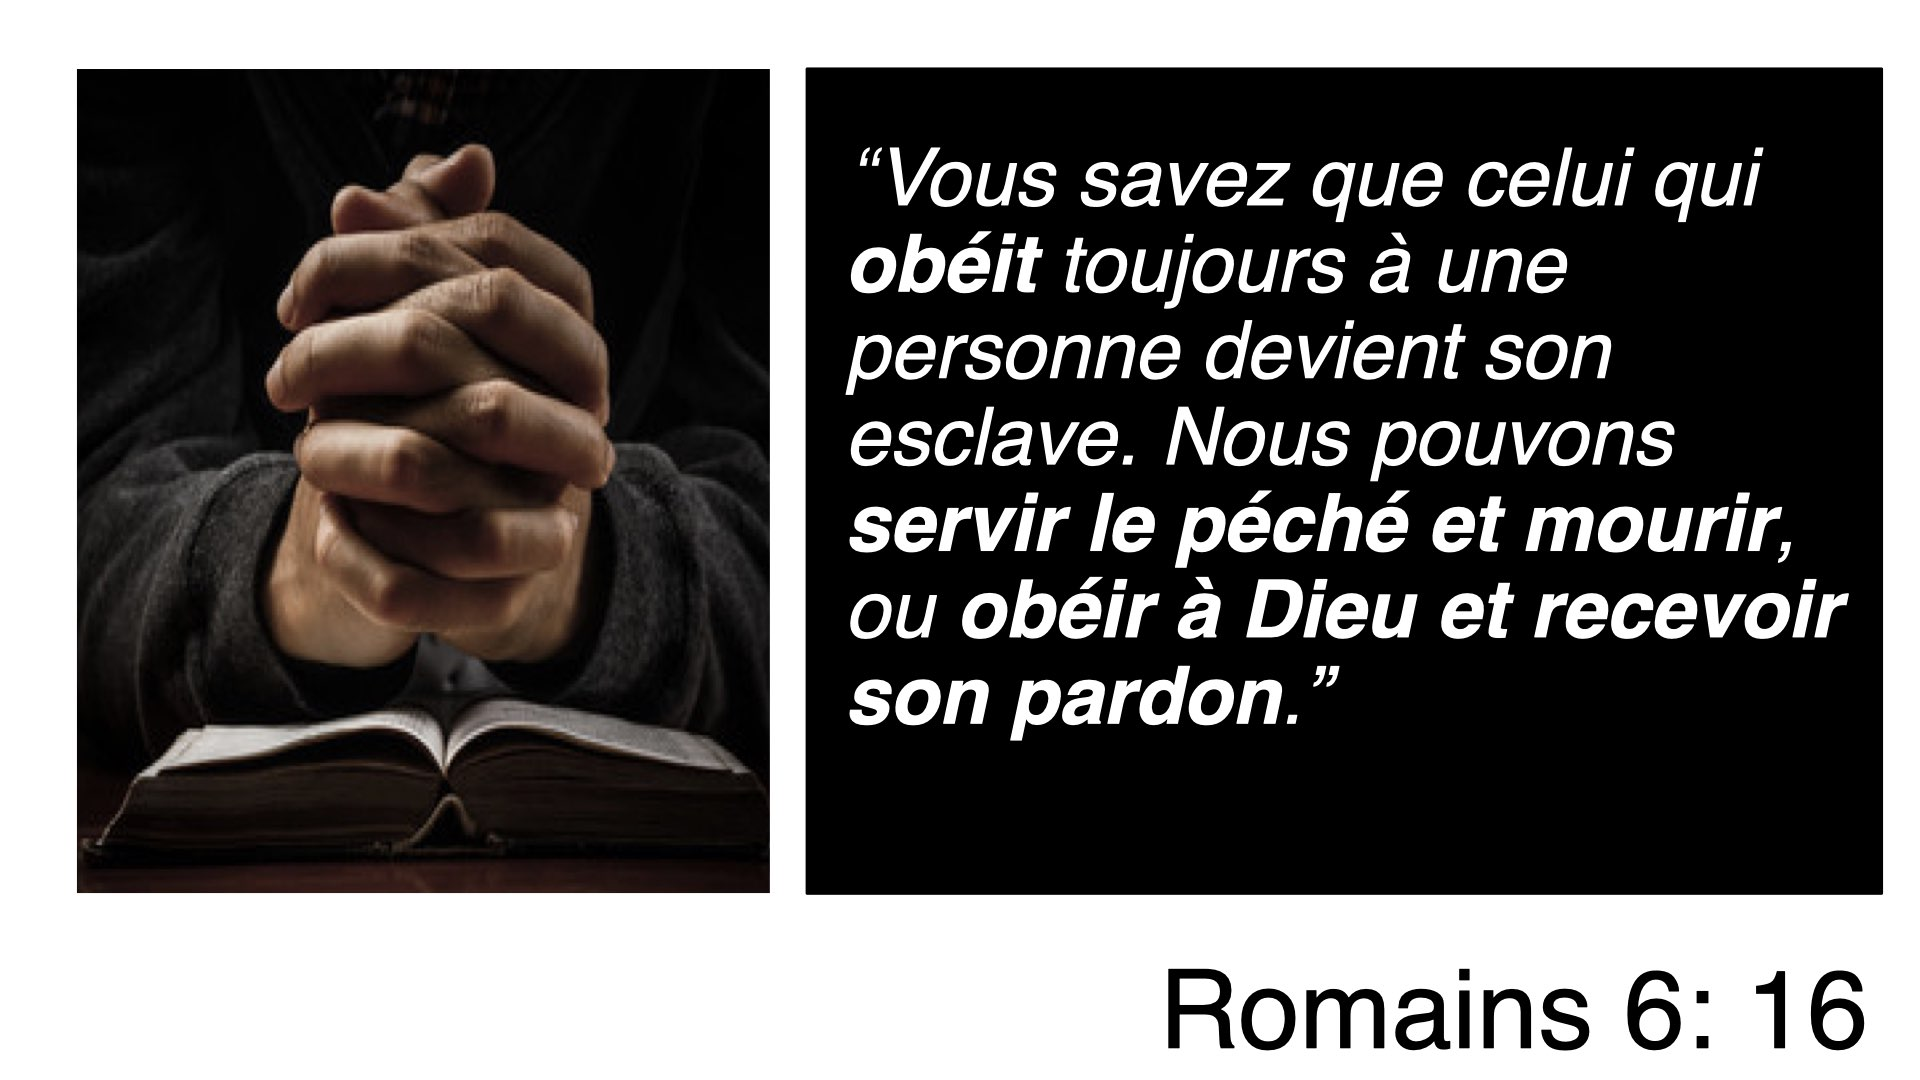 “Vous savez que celui qui
obéit toujours à une
personne devient son
esclave. Nous pouvons
servir le péché et mourir,
ou obéir à Dieu et recevoir
son pardon.”
Romains 6: 16